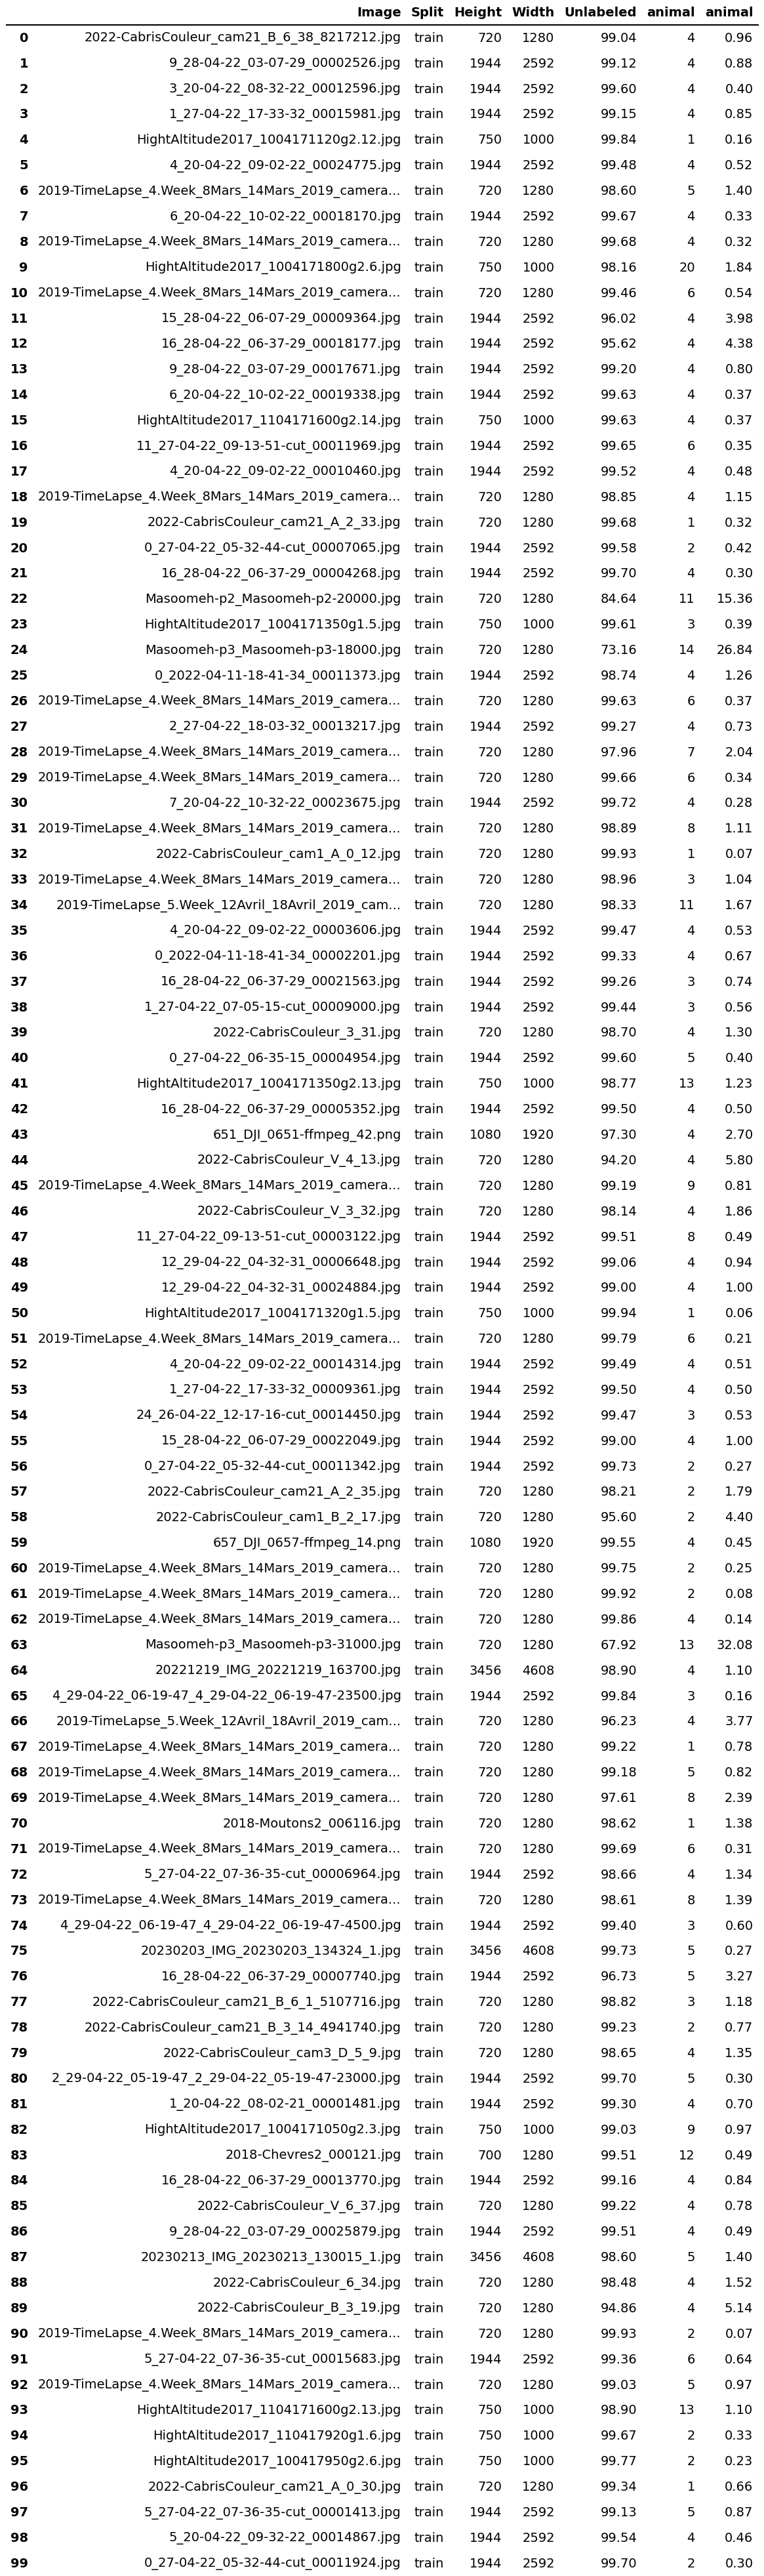 Image Split Height Width Unlabeled animal animal
0 2022-CabrisCouleur_cam21_B_6_38_8217212.jpg train 720 1280 99.04 4 0.96
1 9_28-04-22_03-07-29_00002526.jpg train 1944 2592 99.12 4 0.88
2 3_20-04-22_08-32-22_00012596.jpg train 1944 2592 99.60 4 0.40
3 1_27-04-22_17-33-32_00015981.jpg train 1944 2592 99.15 4 0.85
4 HightAltitude2017_1004171120g2.12.jpg train 750 1000 99.84 1 0.16
5 4_20-04-22_09-02-22_00024775.jpg train 1944 2592 99.48 4 0.52
6 2019-TimeLapse_4.Week_8Mars_14Mars_2019_camera... train 720 1280 98.60 5 1.40
7 6_20-04-22_10-02-22_00018170.jpg train 1944 2592 99.67 4 0.33
8 2019-TimeLapse_4.Week_8Mars_14Mars_2019_camera... train 720 1280 99.68 4 0.32
9 HightAltitude2017_1004171800g2.6.jpg train 750 1000 98.16 20 1.84
10 2019-TimeLapse_4.Week_8Mars_14Mars_2019_camera... train 720 1280 99.46 6 0.54
11 15_28-04-22_06-07-29_00009364.jpg train 1944 2592 96.02 4 3.98
12 16_28-04-22_06-37-29_00018177.jpg train 1944 2592 95.62 4 4.38
13 9_28-04-22_03-07-29_00017671.jpg train 1944 2592 99.20 4 0.80
14 6_20-04-22_10-02-22_00019338.jpg train 1944 2592 99.63 4 0.37
15 HightAltitude2017_1104171600g2.14.jpg train 750 1000 99.63 4 0.37
16 11_27-04-22_09-13-51-cut_00011969.jpg train 1944 2592 99.65 6 0.35
17 4_20-04-22_09-02-22_00010460.jpg train 1944 2592 99.52 4 0.48
18 2019-TimeLapse_4.Week_8Mars_14Mars_2019_camera... train 720 1280 98.85 4 1.15
19 2022-CabrisCouleur_cam21_A_2_33.jpg train 720 1280 99.68 1 0.32
20 0_27-04-22_05-32-44-cut_00007065.jpg train 1944 2592 99.58 2 0.42
21 16_28-04-22_06-37-29_00004268.jpg train 1944 2592 99.70 4 0.30
22 Masoomeh-p2_Masoomeh-p2-20000.jpg train 720 1280 84.64 11 15.36
23 HightAltitude2017_1004171350g1.5.jpg train 750 1000 99.61 3 0.39
24 Masoomeh-p3_Masoomeh-p3-18000.jpg train 720 1280 73.16 14 26.84
25 0_2022-04-11-18-41-34_00011373.jpg train 1944 2592 98.74 4 1.26
26 2019-TimeLapse_4.Week_8Mars_14Mars_2019_camera... train 720 1280 99.63 6 0.37
27 2_27-04-22_18-03-32_00013217.jpg train 1944 2592 99.27 4 0.73
28 2019-TimeLapse_4.Week_8Mars_14Mars_2019_camera... train 720 1280 97.96 7 2.04
29 2019-TimeLapse_4.Week_8Mars_14Mars_2019_camera... train 720 1280 99.66 6 0.34
30 7_20-04-22_10-32-22_00023675.jpg train 1944 2592 99.72 4 0.28
31 2019-TimeLapse_4.Week_8Mars_14Mars_2019_camera... train 720 1280 98.89 8 1.11
32 2022-CabrisCouleur_cam1_A_0_12.jpg train 720 1280 99.93 1 0.07
33 2019-TimeLapse_4.Week_8Mars_14Mars_2019_camera... train 720 1280 98.96 3 1.04
34 2019-TimeLapse_5.Week_12Avril_18Avril_2019_cam... train 720 1280 98.33 11 1.67
35 4_20-04-22_09-02-22_00003606.jpg train 1944 2592 99.47 4 0.53
36 0_2022-04-11-18-41-34_00002201.jpg train 1944 2592 99.33 4 0.67
37 16_28-04-22_06-37-29_00021563.jpg train 1944 2592 99.26 3 0.74
38 1_27-04-22_07-05-15-cut_00009000.jpg train 1944 2592 99.44 3 0.56
39 2022-CabrisCouleur_3_31.jpg train 720 1280 98.70 4 1.30
40 0_27-04-22_06-35-15_00004954.jpg train 1944 2592 99.60 5 0.40
41 HightAltitude2017_1004171350g2.13.jpg train 750 1000 98.77 13 1.23
42 16_28-04-22_06-37-29_00005352.jpg train 1944 2592 99.50 4 0.50
43 651_DJI_0651-ffmpeg_42.png train 1080 1920 97.30 4 2.70
44 2022-CabrisCouleur_V_4_13.jpg train 720 1280 94.20 4 5.80
45 2019-TimeLapse_4.Week_8Mars_14Mars_2019_camera... train 720 1280 99.19 9 0.81
46 2022-CabrisCouleur_V_3_32.jpg train 720 1280 98.14 4 1.86
47 11_27-04-22_09-13-51-cut_00003122.jpg train 1944 2592 99.51 8 0.49
48 12_29-04-22_04-32-31_00006648.jpg train 1944 2592 99.06 4 0.94
49 12_29-04-22_04-32-31_00024884.jpg train 1944 2592 99.00 4 1.00
50 HightAltitude2017_1004171320g1.5.jpg train 750 1000 99.94 1 0.06
51 2019-TimeLapse_4.Week_8Mars_14Mars_2019_camera... train 720 1280 99.79 6 0.21
52 4_20-04-22_09-02-22_00014314.jpg train 1944 2592 99.49 4 0.51
53 1_27-04-22_17-33-32_00009361.jpg train 1944 2592 99.50 4 0.50
54 24_26-04-22_12-17-16-cut_00014450.jpg train 1944 2592 99.47 3 0.53
55 15_28-04-22_06-07-29_00022049.jpg train 1944 2592 99.00 4 1.00
56 0_27-04-22_05-32-44-cut_00011342.jpg train 1944 2592 99.73 2 0.27
57 2022-CabrisCouleur_cam21_A_2_35.jpg train 720 1280 98.21 2 1.79
58 2022-CabrisCouleur_cam1_B_2_17.jpg train 720 1280 95.60 2 4.40
59 657_DJI_0657-ffmpeg_14.png train 1080 1920 99.55 4 0.45
60 2019-TimeLapse_4.Week_8Mars_14Mars_2019_camera... train 720 1280 99.75 2 0.25
61 2019-TimeLapse_4.Week_8Mars_14Mars_2019_camera... train 720 1280 99.92 2 0.08
62 2019-TimeLapse_4.Week_8Mars_14Mars_2019_camera... train 720 1280 99.86 4 0.14
63 Masoomeh-p3_Masoomeh-p3-31000.jpg train 720 1280 67.92 13 32.08
64 20221219_IMG_20221219_163700.jpg train 3456 4608 98.90 4 1.10
65 4_29-04-22_06-19-47_4_29-04-22_06-19-47-23500.jpg train 1944 2592 99.84 3 0.16
66 2019-TimeLapse_5.Week_12Avril_18Avril_2019_cam... train 720 1280 96.23 4 3.77
67 2019-TimeLapse_4.Week_8Mars_14Mars_2019_camera... train 720 1280 99.22 1 0.78
68 2019-TimeLapse_4.Week_8Mars_14Mars_2019_camera... train 720 1280 99.18 5 0.82
69 2019-TimeLapse_4.Week_8Mars_14Mars_2019_camera... train 720 1280 97.61 8 2.39
70 2018-Moutons2_006116.jpg train 720 1280 98.62 1 1.38
71 2019-TimeLapse_4.Week_8Mars_14Mars_2019_camera... train 720 1280 99.69 6 0.31
72 5_27-04-22_07-36-35-cut_00006964.jpg train 1944 2592 98.66 4 1.34
73 2019-TimeLapse_4.Week_8Mars_14Mars_2019_camera... train 720 1280 98.61 8 1.39
74 4_29-04-22_06-19-47_4_29-04-22_06-19-47-4500.jpg train 1944 2592 99.40 3 0.60
75 20230203_IMG_20230203_134324_1.jpg train 3456 4608 99.73 5 0.27
76 16_28-04-22_06-37-29_00007740.jpg train 1944 2592 96.73 5 3.27
77 2022-CabrisCouleur_cam21_B_6_1_5107716.jpg train 720 1280 98.82 3 1.18
78 2022-CabrisCouleur_cam21_B_3_14_4941740.jpg train 720 1280 99.23 2 0.77
79 2022-CabrisCouleur_cam3_D_5_9.jpg train 720 1280 98.65 4 1.35
80 2_29-04-22_05-19-47_2_29-04-22_05-19-47-23000.jpg train 1944 2592 99.70 5 0.30
81 1_20-04-22_08-02-21_00001481.jpg train 1944 2592 99.30 4 0.70
82 HightAltitude2017_1004171050g2.3.jpg train 750 1000 99.03 9 0.97
83 2018-Chevres2_000121.jpg train 700 1280 99.51 12 0.49
84 16_28-04-22_06-37-29_00013770.jpg train 1944 2592 99.16 4 0.84
85 2022-CabrisCouleur_V_6_37.jpg train 720 1280 99.22 4 0.78
86 9_28-04-22_03-07-29_00025879.jpg train 1944 2592 99.51 4 0.49
87 20230213_IMG_20230213_130015_1.jpg train 3456 4608 98.60 5 1.40
88 2022-CabrisCouleur_6_34.jpg train 720 1280 98.48 4 1.52
89 2022-CabrisCouleur_B_3_19.jpg train 720 1280 94.86 4 5.14
90 2019-TimeLapse_4.Week_8Mars_14Mars_2019_camera... train 720 1280 99.93 2 0.07
91 5_27-04-22_07-36-35-cut_00015683.jpg train 1944 2592 99.36 6 0.64
92 2019-TimeLapse_4.Week_8Mars_14Mars_2019_camera... train 720 1280 99.03 5 0.97
93 HightAltitude2017_1104171600g2.13.jpg train 750 1000 98.90 13 1.10
94 HightAltitude2017_110417920g1.6.jpg train 750 1000 99.67 2 0.33
95 HightAltitude2017_100417950g2.6.jpg train 750 1000 99.77 2 0.23
96 2022-CabrisCouleur_cam21_A_0_30.jpg train 720 1280 99.34 1 0.66
97 5_27-04-22_07-36-35-cut_00001413.jpg train 1944 2592 99.13 5 0.87
98 5_20-04-22_09-32-22_00014867.jpg train 1944 2592 99.54 4 0.46
99 0_27-04-22_05-32-44-cut_00011924.jpg train 1944 2592 99.70 2 0.30